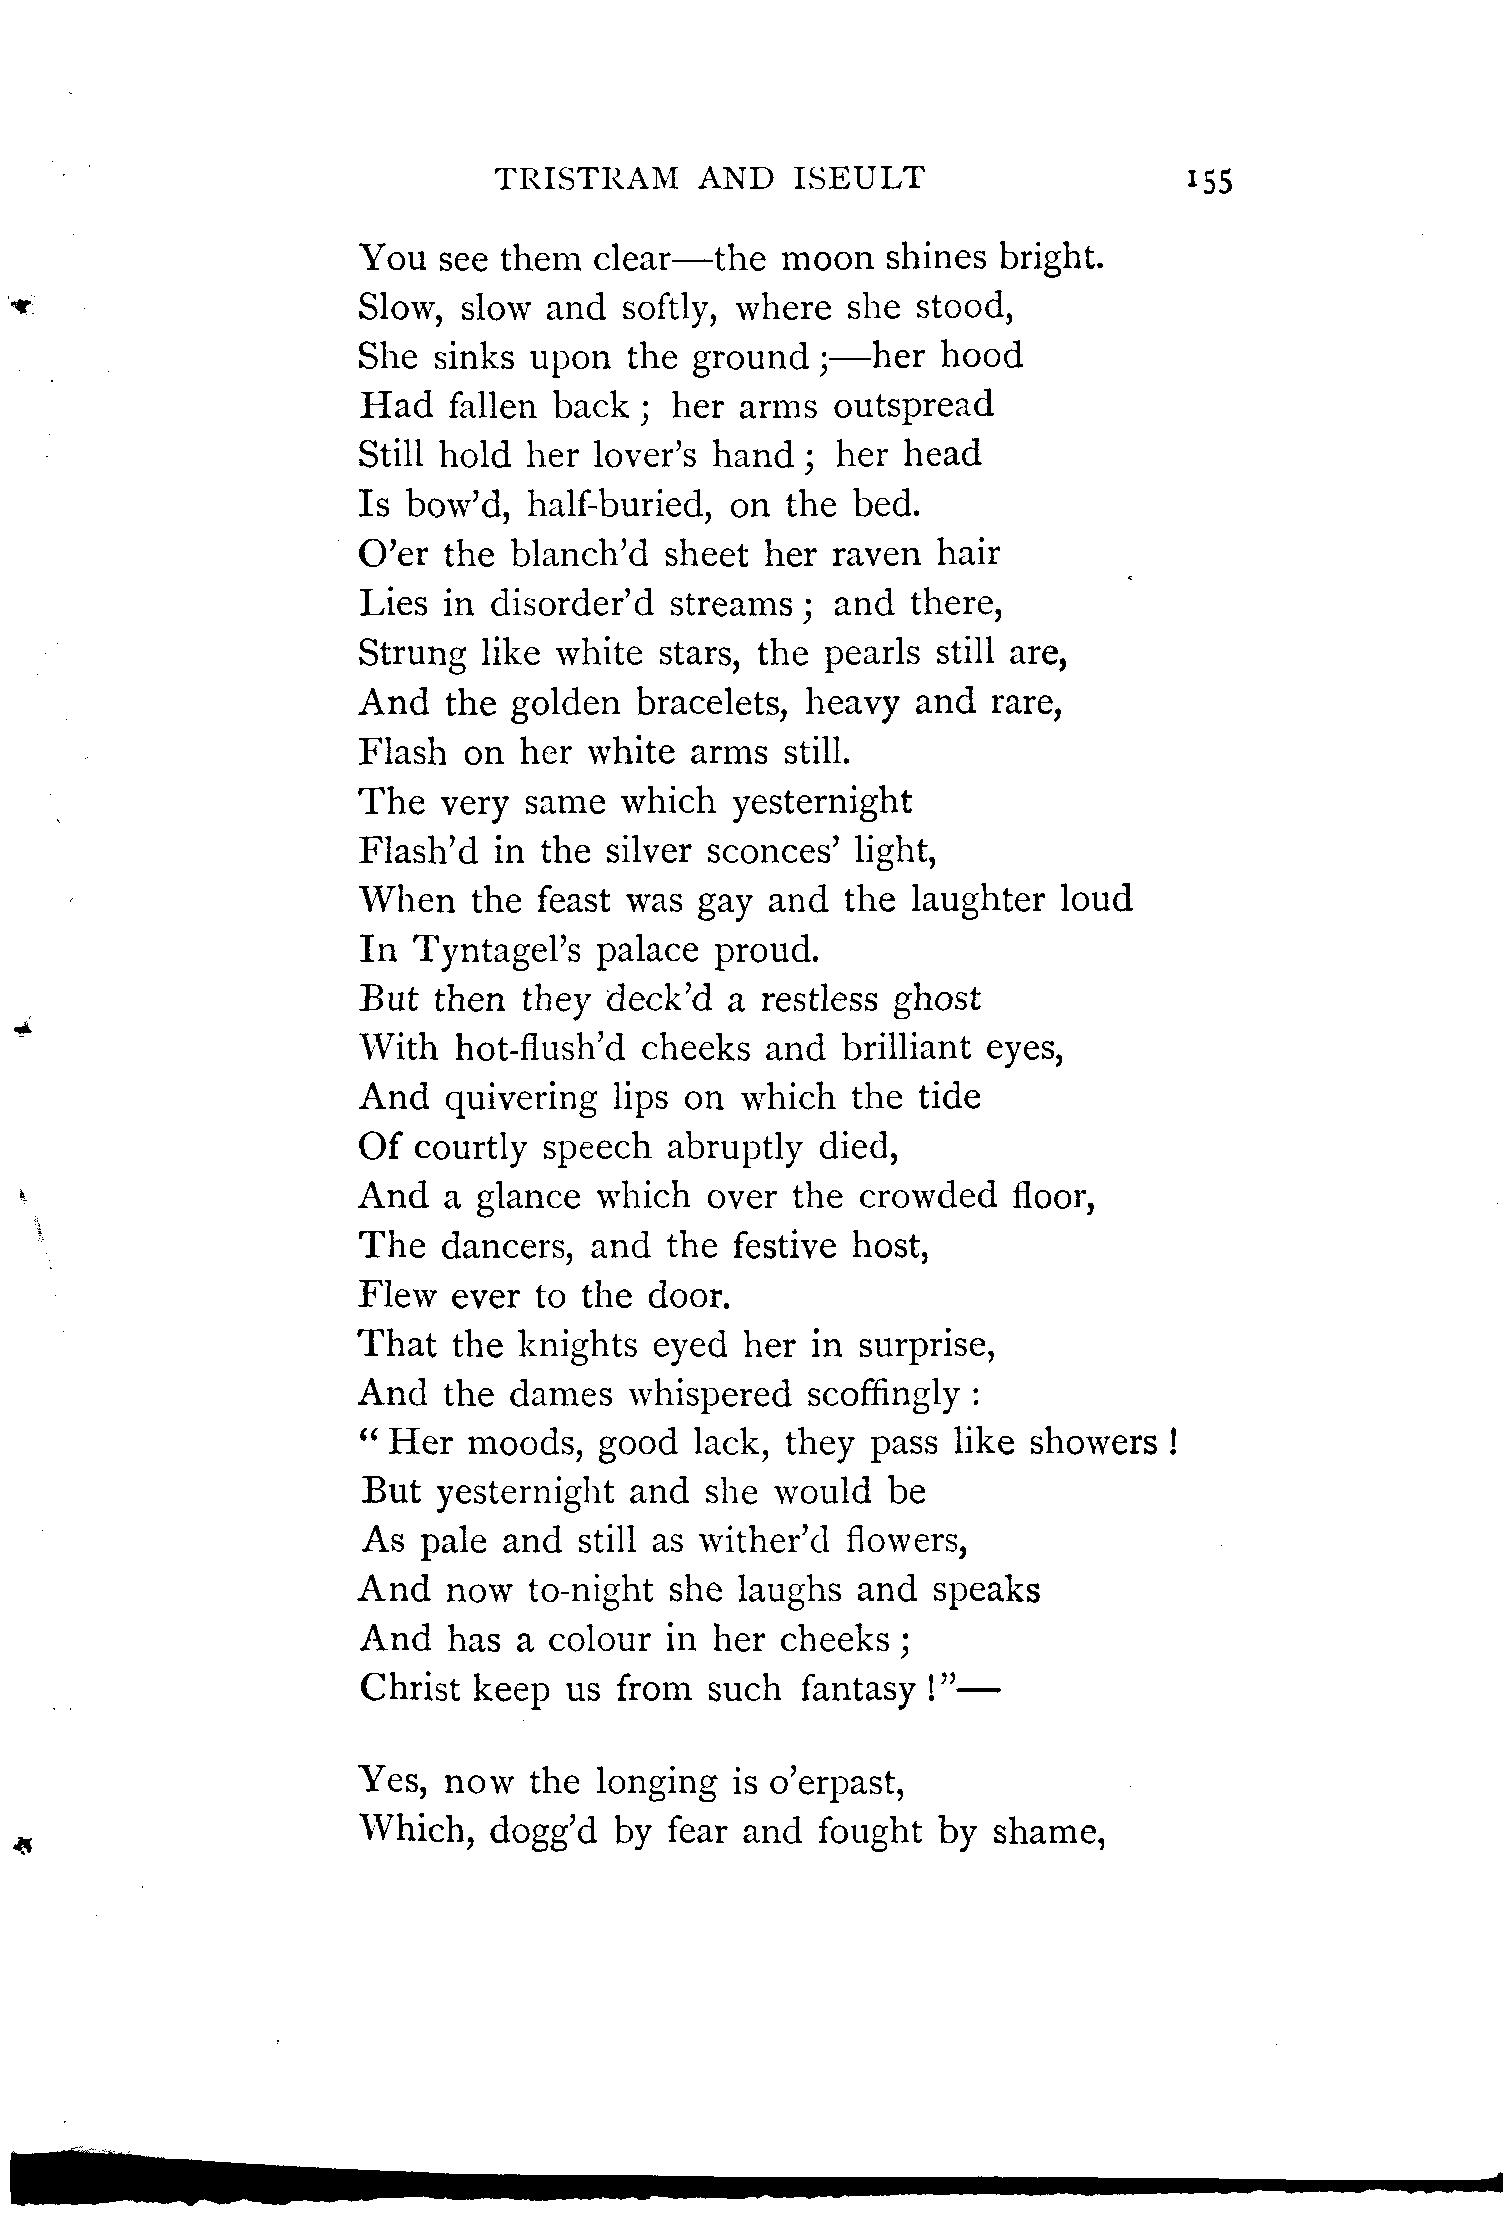 TRISTRAM AND ISEULT 155
You see them clear—the moon shines bright.
Slow, slow and softly, where she stood,
She sinks upon the ground ;—her hood
Had fallen back ; her arms outspread
Still hold her lover's hand ; her head
Is bow'd, half-buried, on the bed.
O'er the blanch'd sheet her raven hair
Lies in disorder'd streams ; and there,
Strung like white stars, the pearls still are,
And the golden bracelets, heavy and rare,
Flash on her white arms still.
The very same which yesternight
Flash'd in the silver sconces' light,
When the feast was gay and the laughter loud
In Tyntagel's palace proud.
But then they deck'd a restless ghost
With hot-flush'd cheeks and brilliant eyes,
And quivering lips on which the tide
Of courtly speech abruptly died,
And a glance which over the crowded floor,
The dancers, and the festive host,
Flew ever to the door.
That the knights eyed her in surprise,
And the dames whispered scoffingly :
“ Her moods, good lack, they pass like showers !
But yesternight and she would be
As pale and still as wither'd flowers,
And now to-night she laughs and speaks
And has a colour in her cheeks ;
Christ keep us from such fantasy !”—
Yes, now the longing is o'erpast,
Which, dogg'd by fear and fought by shame,